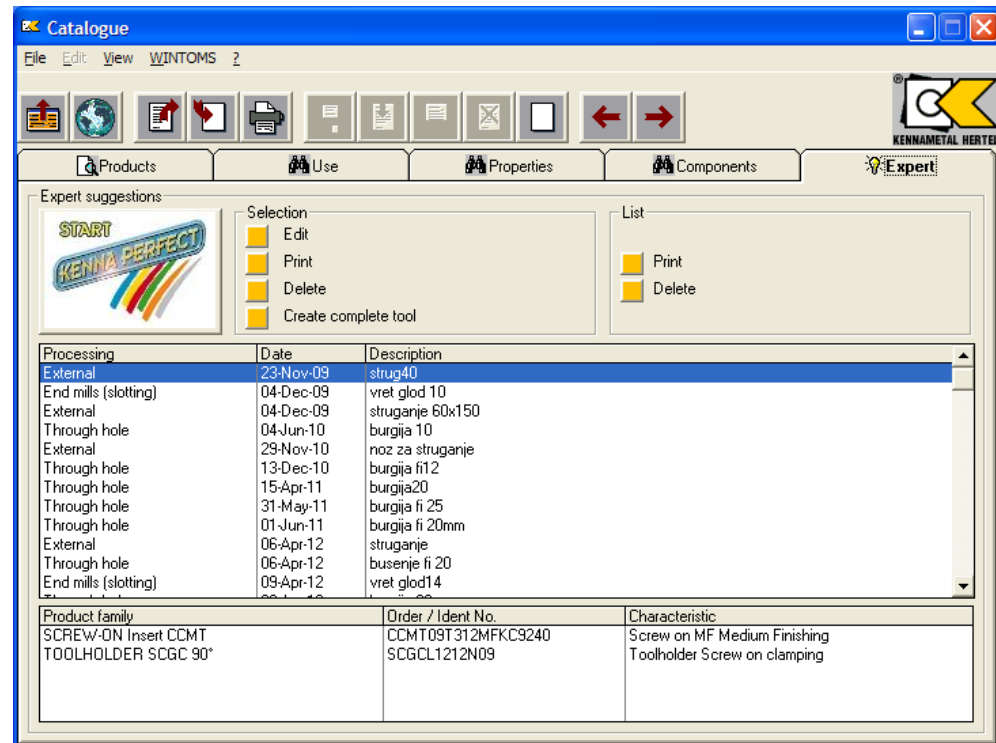 Catalogue
File Edit View WINTOMS ?
®
KENNAMETAL HERTEL
Products Use Properties Components Expert
Expert suggestions
START
KENNA PERFECT
Selection
Edit
Print
Delete
Create complete tool
List
Print
Delete
Processing Date Description
External 23-Nov-09 strug40
End mills (slotting) 04-Dec-09 vret glod 10
External 04-Dec-09 struganje 60x150
Through hole 04-Jun-10 burgija 10
External 29-Nov-10 noz za struganje
Through hole 13-Dec-10 burgija fi12
Through hole 15-Apr-11 burgija20
Through hole 31-May-11 burgija fi 25
Through hole 01-Jun-11 burgija fi 20mm
External 06-Apr-12 struganje
Through hole 06-Apr-12 busenje fi 20
End mills (slotting) 09-Apr-12 vret glod14
Product family Order / Ident No. Characteristic
SCREW-ON Insert CCMT CCMT09T312MFKC9240 Screw on MF Medium Finishing
TOOLHOLDER SCGC 90° SCGCL1212N09 Toolholder Screw on clamping